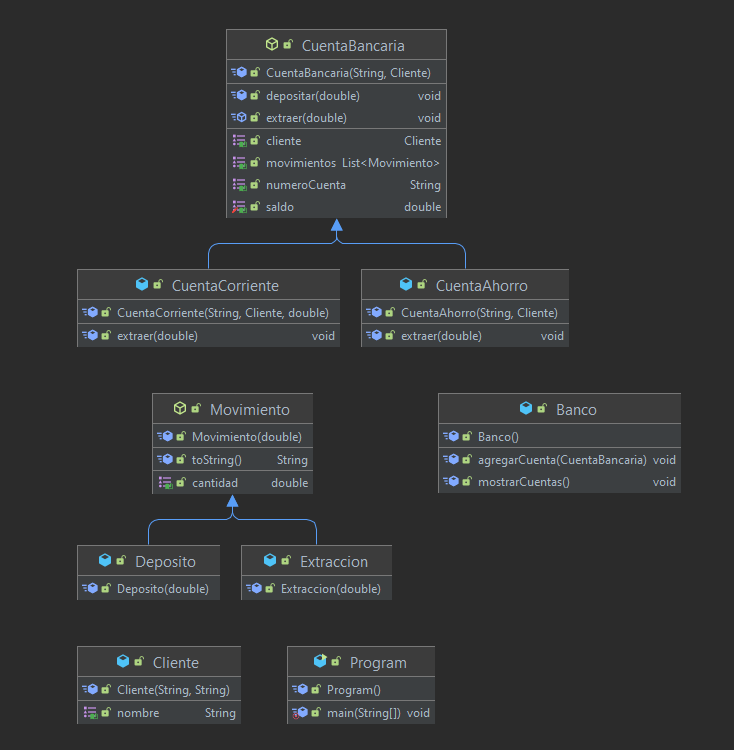 CuentaBancaria
CuentaBancaria(String, Cliente)
depositar(double) void
extraer(double) void
cliente Cliente
movimientos List<Movimiento>
numeroCuenta String
saldo double
CuentaCorriente
CuentaCorriente(String, Cliente, double)
extraer(double) void
CuentaAhorro
CuentaAhorro(String, Cliente)
extraer(double) void
Movimiento
Movimiento(double)
toString() String
cantidad double
Banco
Banco()
agregarCuenta(CuentaBancaria) void
mostrarCuentas() void
Deposito
Deposito(double)
Extraccion
Extraccion(double)
Cliente
Cliente(String, String)
nombre String
Program
Program()
main(String[]) void